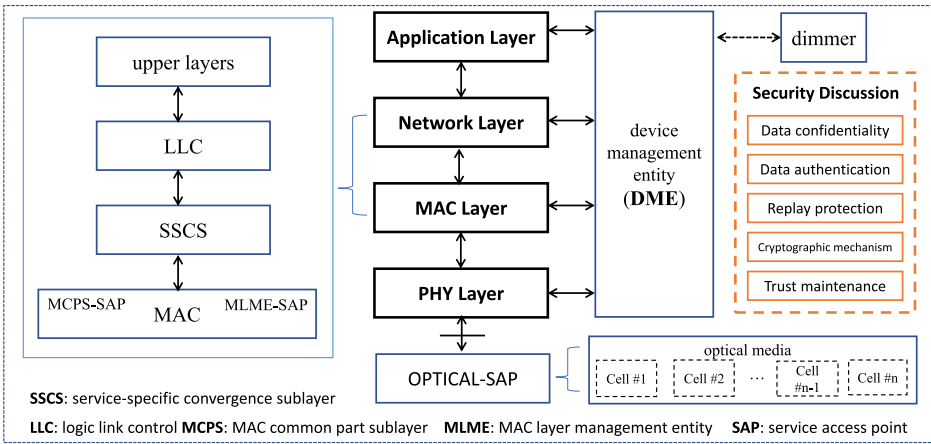 upper layers
LLC
SSCS
MCPS-SAP
MLME-SAP
MAC
Application Layer
Network Layer
MAC Layer
PHY Layer
OPTICAL-SAP
device
management
entity
(DME)
dimmer
Security Discussion
Data confidentiality
Data authentication
Replay protection
Cryptographic mechanism
Trust maintenance
optical media
Cell #1
Cell #2
...
Cell
#n-1
Cell #n
SSCS: service-specific convergence sublayer
LLC: logic link control MCPS: MAC common part sublayer MLME: MAC layer management entity SAP: service access point